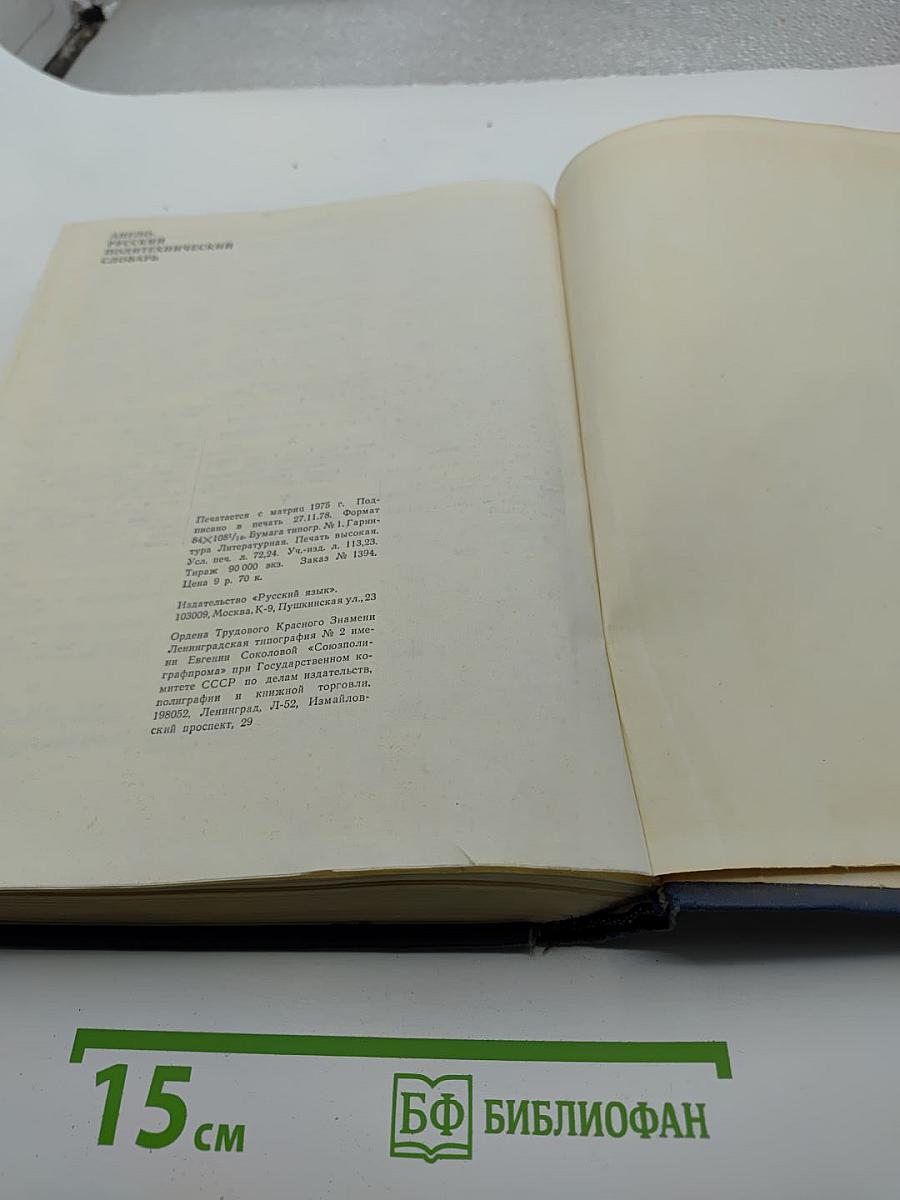 АНГЛО-
РУССКИЙ
ПОЛИТЕХНИЧЕСКИЙ
СЛОВАРЬ
Печатается с матриц 1975 г. Под-
писано в печать 27.11.78. Формат
84×108¹/₁₆. Бумага типогр. № 1. Гарни-
тура Литературная. Печать высокая.
Усл. печ. л. 72,24. Уч.-изд. л. 113,23.
Тираж 90 000 экз. Заказ № 1394.
Цена 9 р. 70 к.
Издательство «Русский язык».
103009, Москва, К-9, Пушкинская ул., 23
Ордена Трудового Красного Знамени
Ленинградская типография № 2 име-
ни Евгении Соколовой «Союзполи-
графпрома» при Государственном ко-
митете СССР по делам издательств,
полиграфии и книжной торговли.
198052, Ленинград, Л-52, Измайлов-
ский проспект, 29
15 см
БФ БИБЛИОФАН